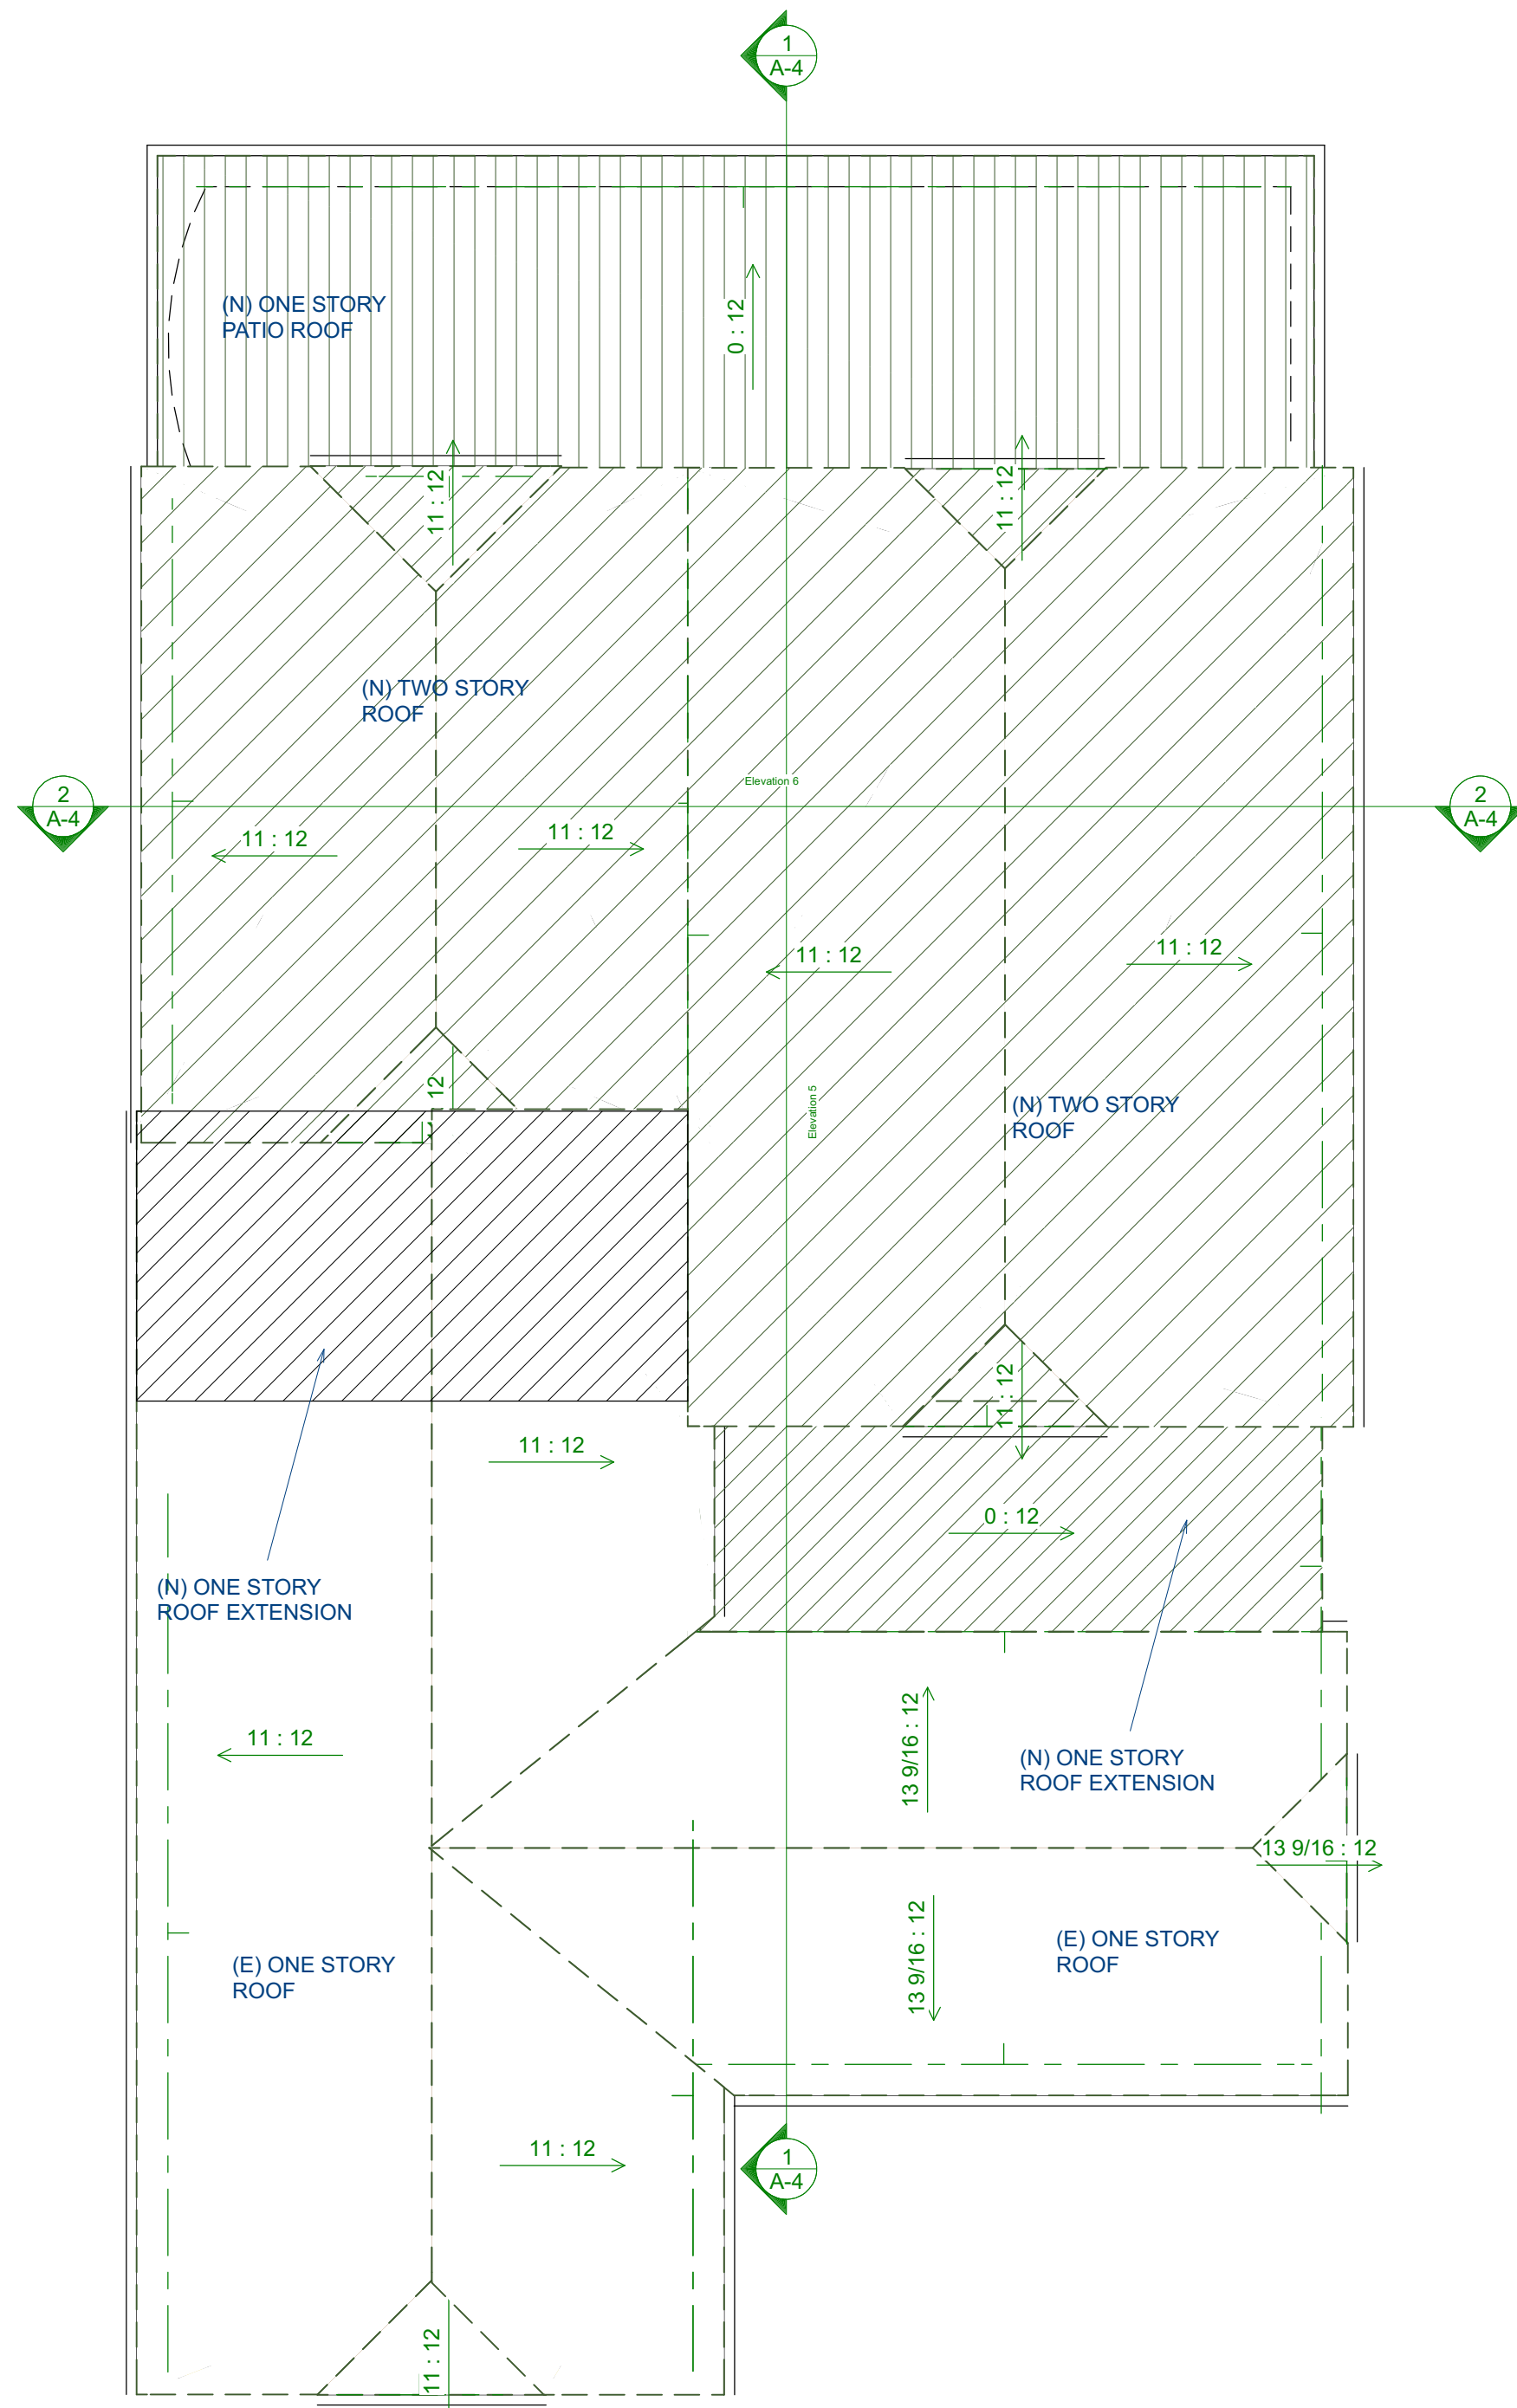 1
A-4
(N) ONE STORY
PATIO ROOF
0 : 12
11 : 12
11 : 12
(N) TWO STORY
ROOF
Elevation 6
2
A-4
2
A-4
11 : 12
11 : 12
11 : 12
11 : 12
12
Elevation 5
(N) TWO STORY
ROOF
11 : 12
11 : 12
0 : 12
(N) ONE STORY
ROOF EXTENSION
11 : 12
13 9/16 : 12
(N) ONE STORY
ROOF EXTENSION
13 9/16 : 12
13 9/16 : 12
(E) ONE STORY
ROOF
(E) ONE STORY
ROOF
11 : 12
1
A-4
11 : 12